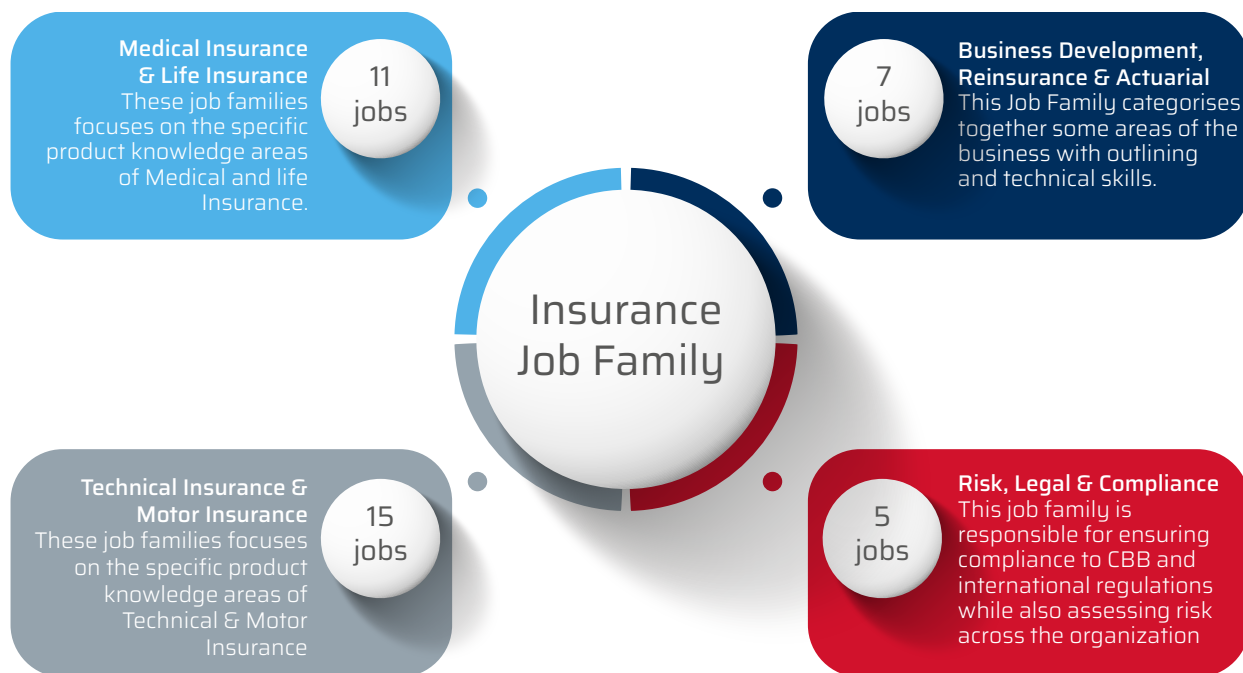 Medical Insurance
& Life Insurance
These job families
focuses on the specific
product knowledge areas
of Medical and life
Insurance.
11
jobs
7
jobs
Business Development,
Reinsurance & Actuarial
This Job Family categorises
together some areas of the
business with outlining
and technical skills.
Insurance
Job Family
Technical Insurance &
Motor Insurance
These job families focuses
on the specific product
knowledge areas of
Technical & Motor
Insurance
15
jobs
5
jobs
Risk, Legal & Compliance
This job family is
responsible for ensuring
compliance to CBB and
international regulations
while also assessing risk
across the organization